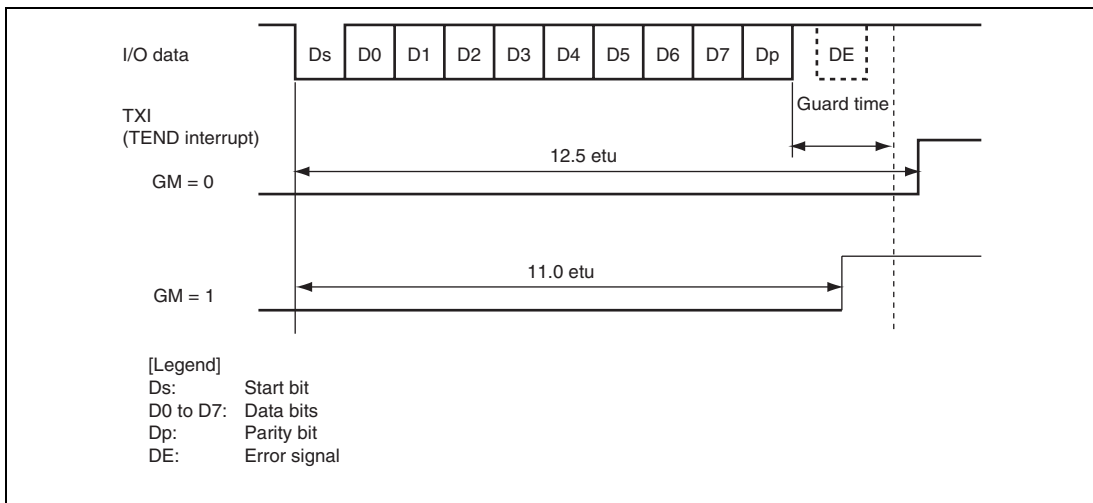 I/O data
Ds D0 D1 D2 D3 D4 D5 D6 D7 Dp DE
Guard time
TXI
(TEND interrupt)
12.5 etu
GM = 0
11.0 etu
GM = 1
[Legend]
Ds: Start bit
D0 to D7: Data bits
Dp: Parity bit
DE: Error signal